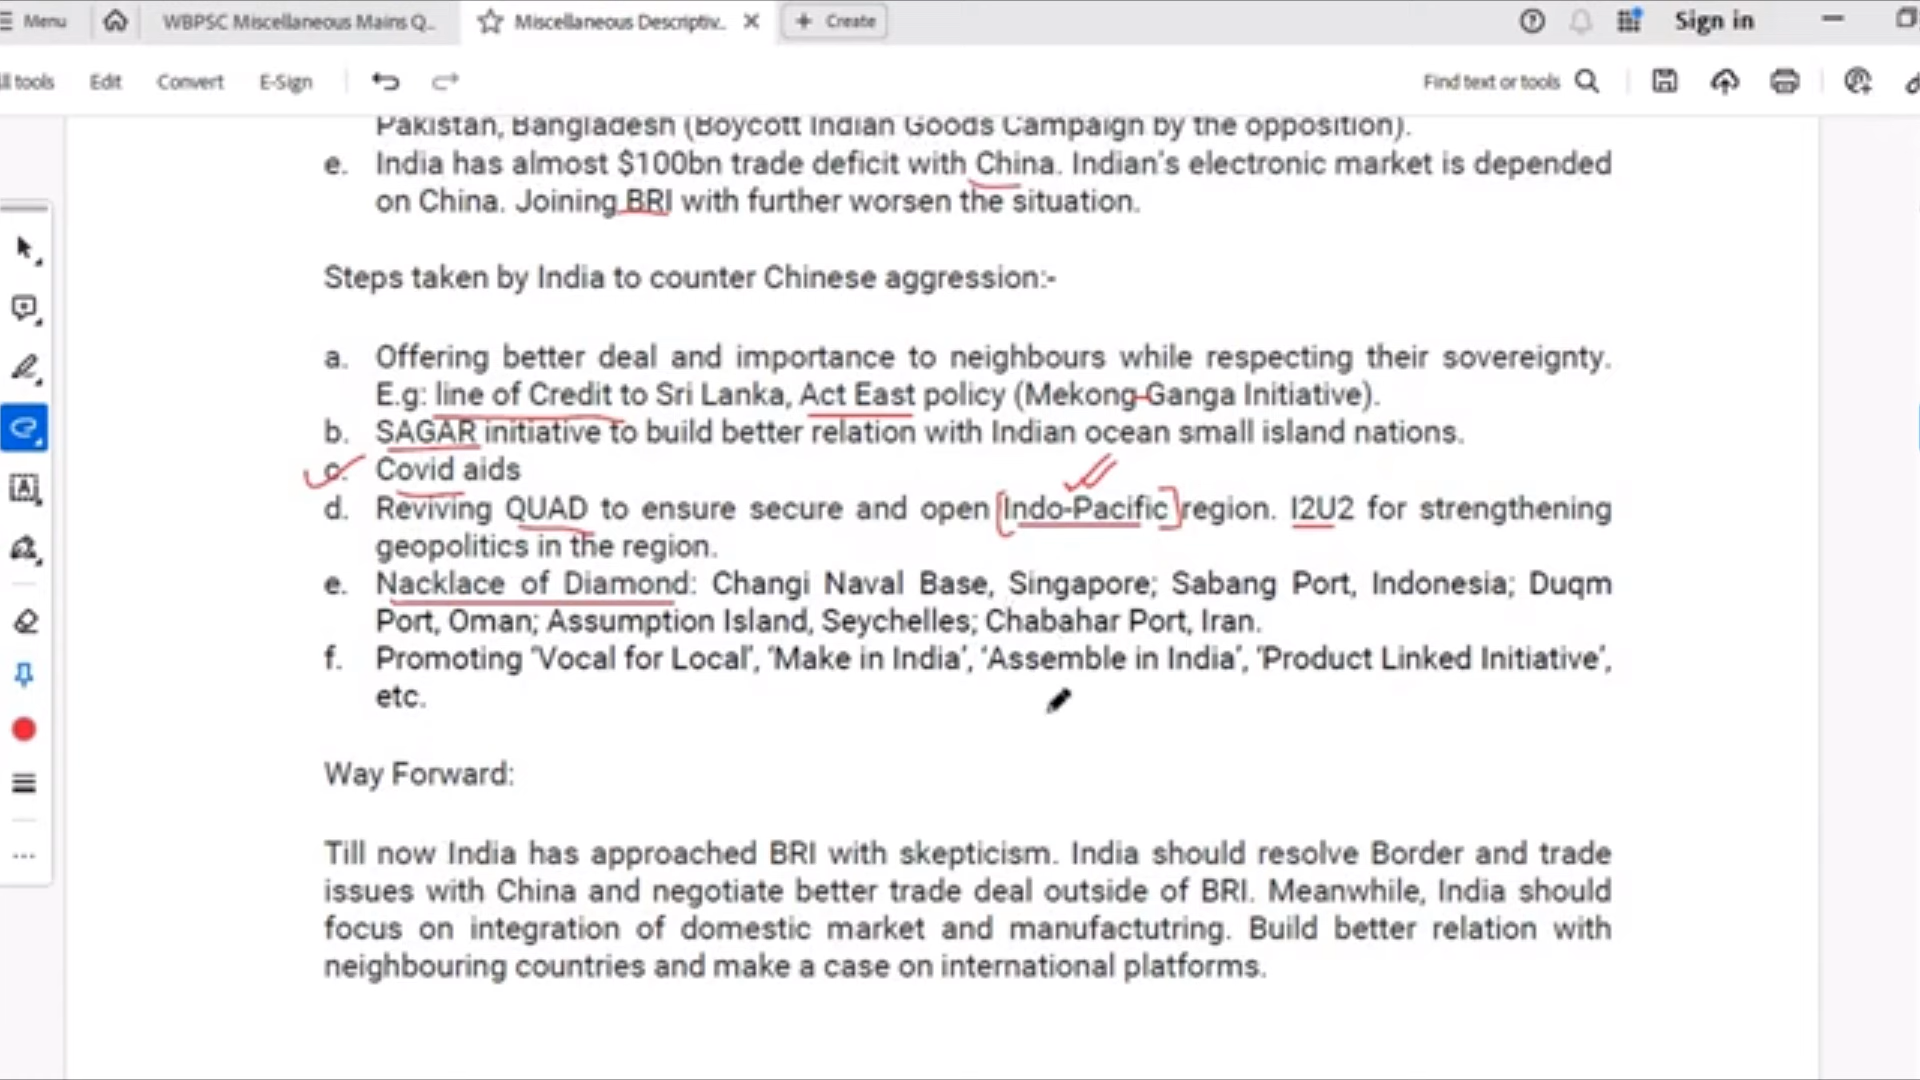 Menu
WBPSC Miscellaneous Mains Q..
Miscellaneous Descriptiv..
+ Create
Sign in
ll tools
Edit
Convert
E-Sign
Find text or tools
Pakistan, Bangladesh (Boycott Indian Goods Campaign by the opposition).
e. India has almost $100bn trade deficit with China. Indian's electronic market is depended
on China. Joining BRI with further worsen the situation.
Steps taken by India to counter Chinese aggression:-
a. Offering better deal and importance to neighbours while respecting their sovereignty.
E.g: line of Credit to Sri Lanka, Act East policy (Mekong-Ganga Initiative).
b. SAGAR initiative to build better relation with Indian ocean small island nations.
c. Covid aids
d. Reviving QUAD to ensure secure and open Indo-Pacific region. I2U2 for strengthening
geopolitics in the region.
e. Nacklace of Diamond: Changi Naval Base, Singapore; Sabang Port, Indonesia; Duqm
Port, Oman; Assumption Island, Seychelles; Chabahar Port, Iran.
f. Promoting 'Vocal for Local', 'Make in India', 'Assemble in India', 'Product Linked Initiative',
etc.
Way Forward:
Till now India has approached BRI with skepticism. India should resolve Border and trade
issues with China and negotiate better trade deal outside of BRI. Meanwhile, India should
focus on integration of domestic market and manufactutring. Build better relation with
neighbouring countries and make a case on international platforms.